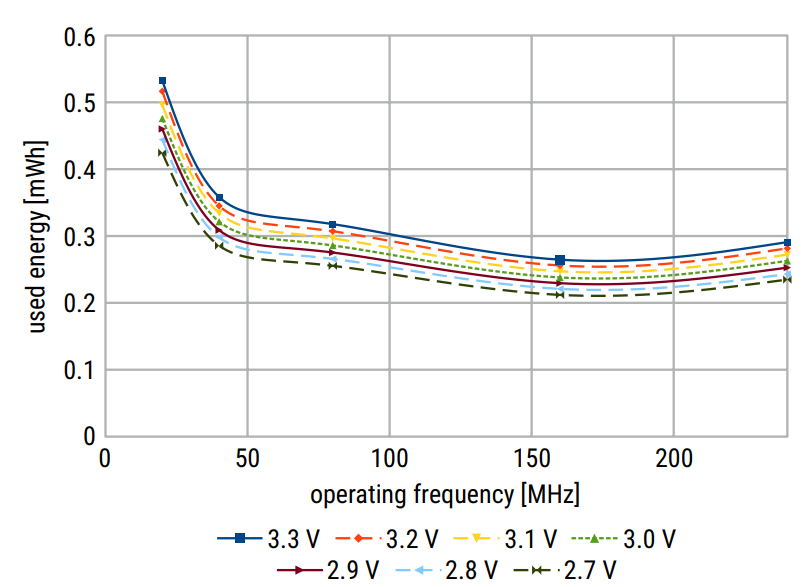 0.6
0.5
0.4
0.3
0.2
0.1
0
used energy [mWh]
0 50 100 150 200
operating frequency [MHz]
3.3 V 3.2 V 3.1 V 3.0 V
2.9 V 2.8 V 2.7 V